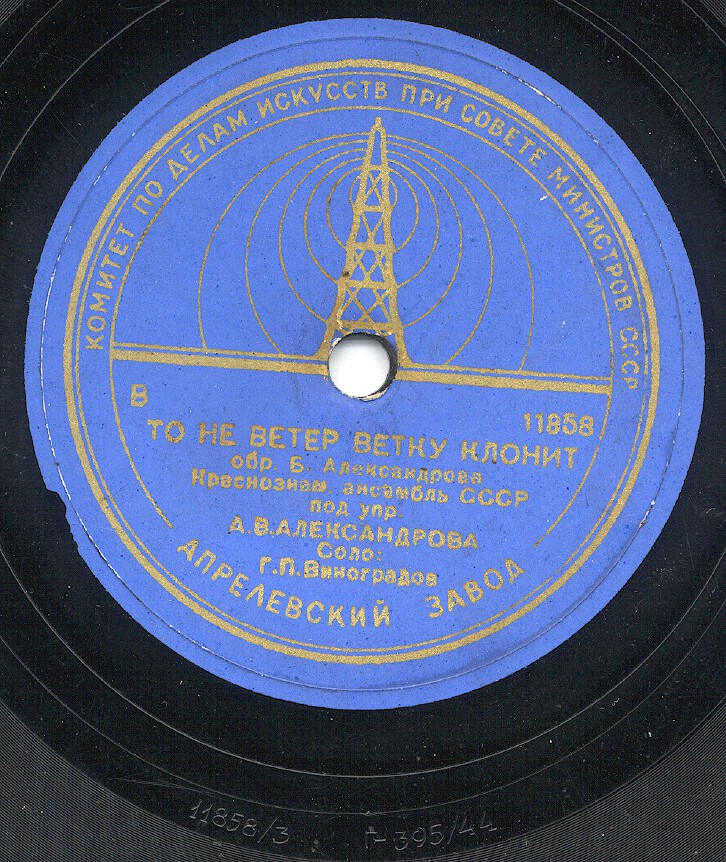 КОМИТЕТ ПО ДЕЛАМ ИСКУССТВ ПРИ СОВЕТЕ МИНИСТРОВ СССР
В
11858
ТО НЕ ВЕТЕР ВЕТКУ КЛОНИТ
обр. Б. Александрова
Краснознам. ансамбль СССР
под упр.
А.В.АЛЕКСАНДРОВА
Соло:
Г.П.Виноградов
АПРЕЛЕВСКИЙ ЗАВОД
11858/3 Г-395/44